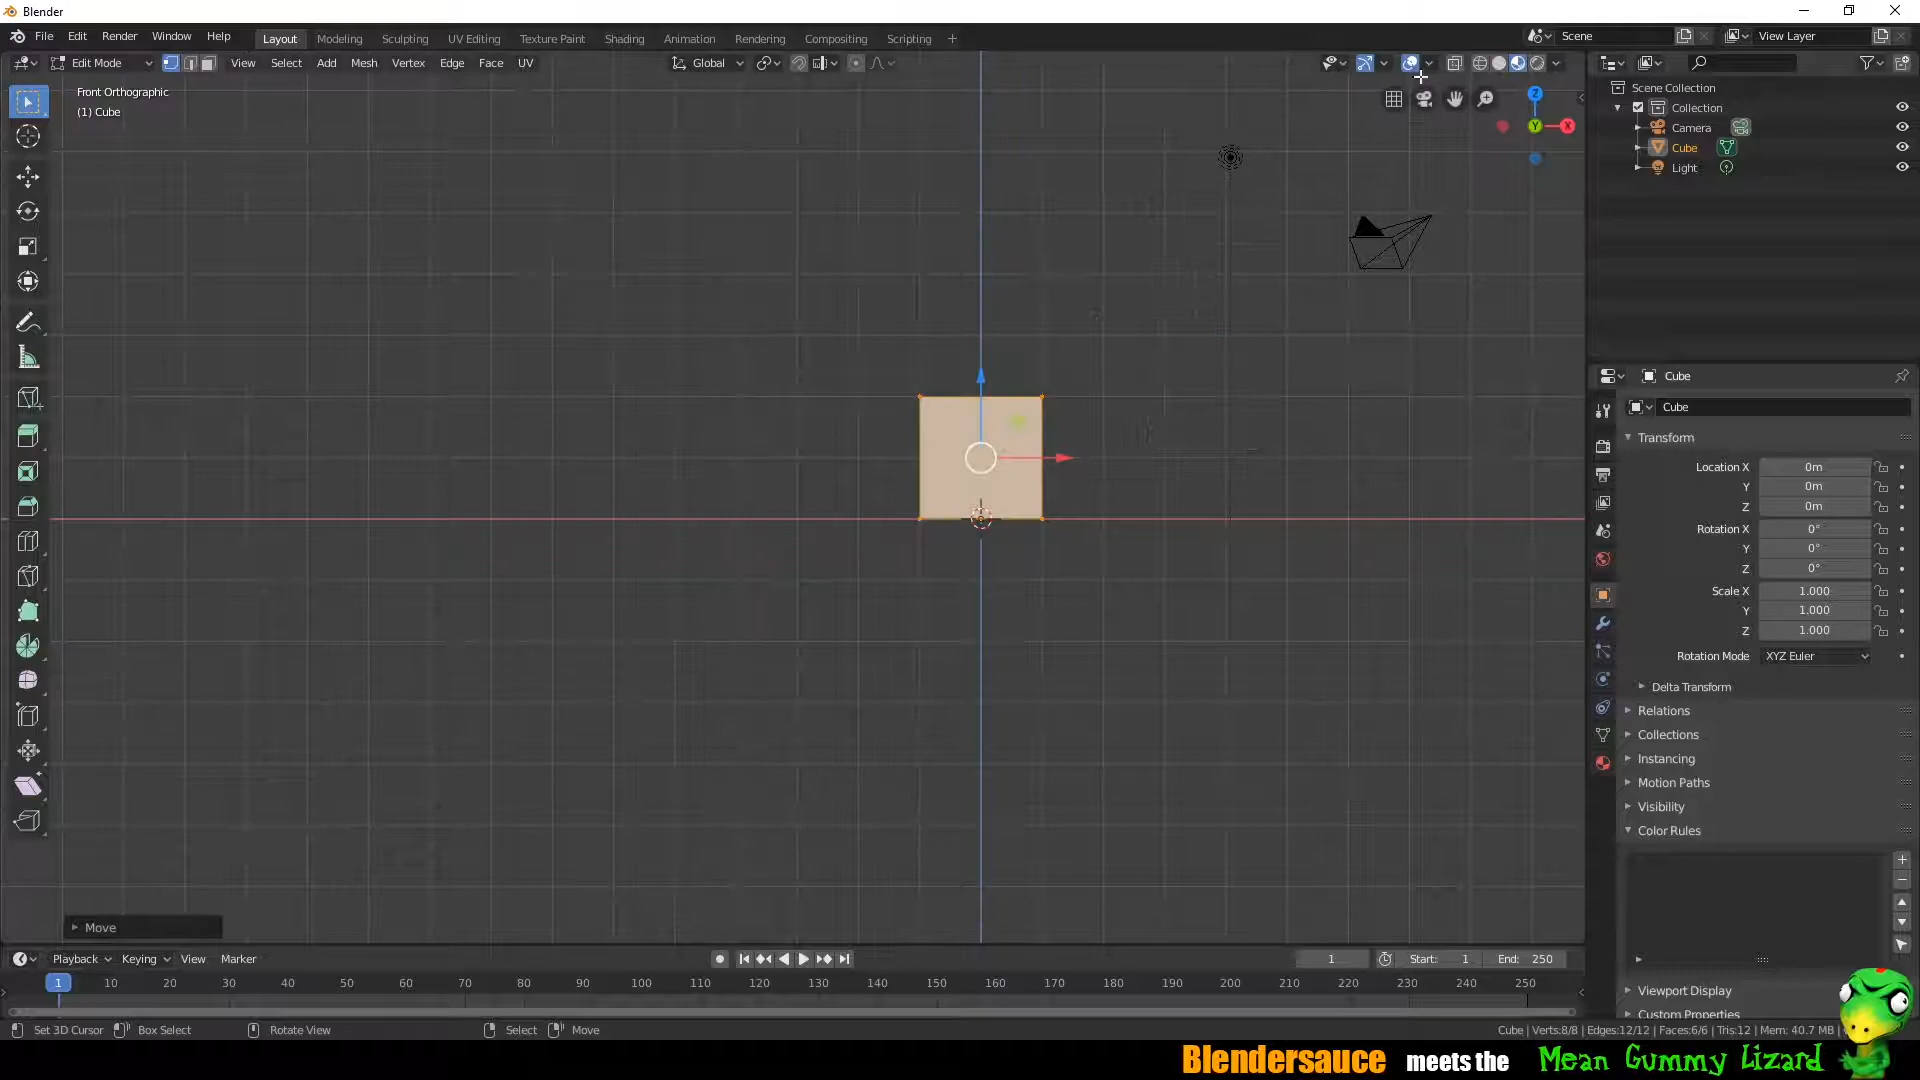 Blender
File Edit Render Window Help Layout Modeling Sculpting UV Editing Texture Paint Shading Animation Rendering Compositing Scripting + Scene View Layer
Edit Mode View Select Add Mesh Vertex Edge Face UV Global
Front Orthographic
(1) Cube
Z
X
Y
Scene Collection
Collection
Camera
Cube
Light
Cube
Cube
Transform
Location X 0m
Y 0m
Z 0m
Rotation X 0°
Y 0°
Z 0°
Scale X 1.000
Y 1.000
Z 1.000
Rotation Mode XYZ Euler
Delta Transform
Relations
Collections
Instancing
Motion Paths
Visibility
Color Rules
Viewport Display
Custom Properties
Move
Playback Keying View Marker 1 Start: 1 End: 250
1 10 20 30 40 50 60 70 80 90 100 110 120 130 140 150 160 170 180 190 200 210 220 230 240 250
Set 3D Cursor Box Select Rotate View Select Move Cube | Verts:8/8 | Edges:12/12 | Faces:6/6 | Tris:12 | Mem: 40.7 MB |
Blendersauce meets the Mean Gummy Lizard